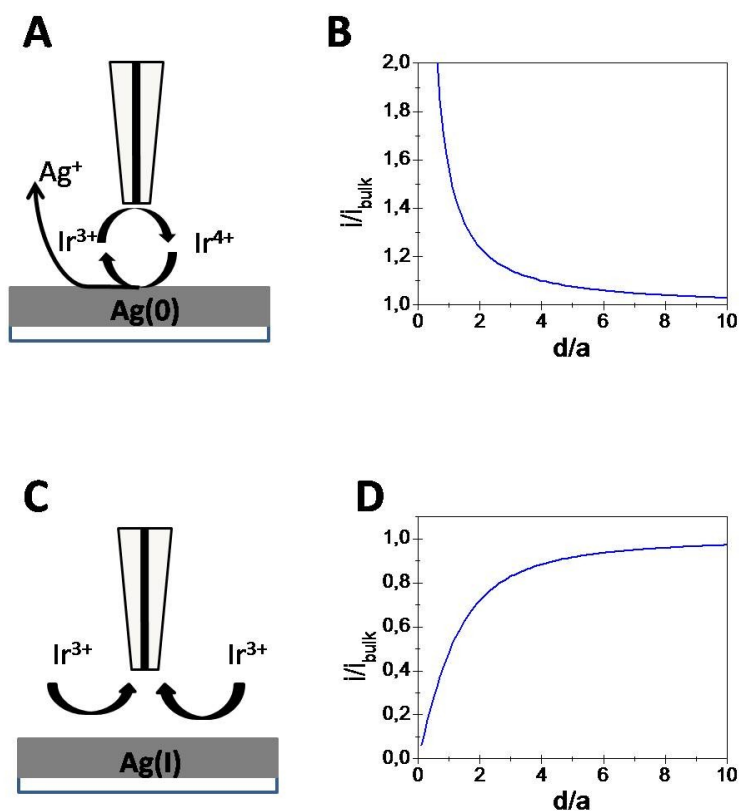 A
Ag+
Ir3+
Ir4+
Ag(0)
B
i/ibulk
2,0
1,8
1,6
1,4
1,2
1,0
0 2 4 6 8 10
d/a
C
Ir3+ Ir3+
Ag(I)
D
i/ibulk
1,0
0,8
0,6
0,4
0,2
0,0
0 2 4 6 8 10
d/a